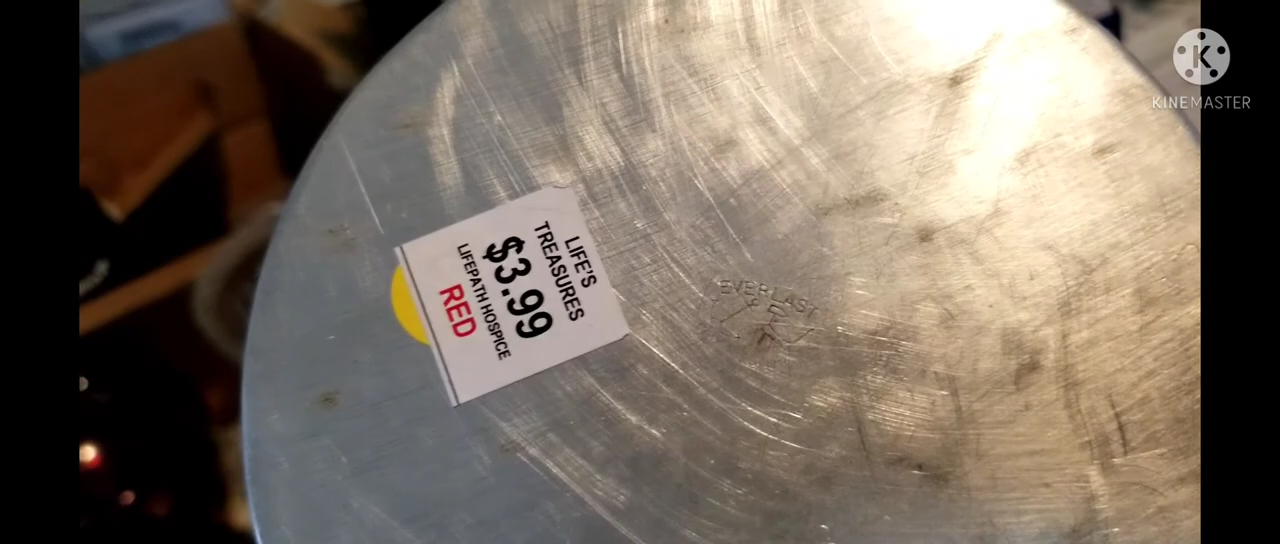 LIFE'S
TREASURES
$3.99
LIFEPATH HOSPICE
RED
EVERLAST
KINEMASTER